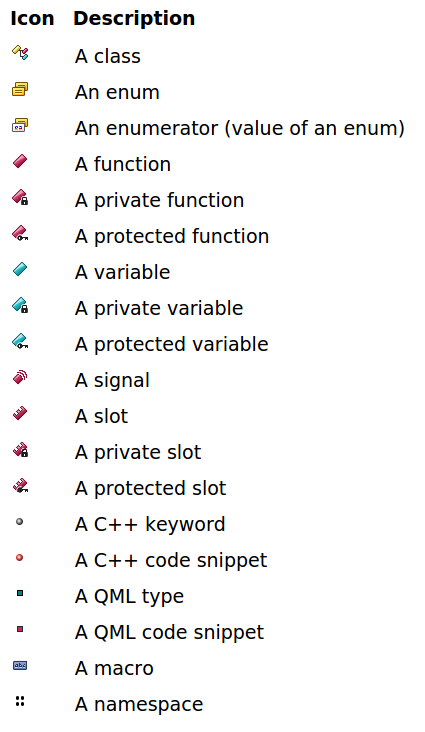 Icon Description
A class
An enum
An enumerator (value of an enum)
A function
A private function
A protected function
A variable
A private variable
A protected variable
A signal
A slot
A private slot
A protected slot
A C++ keyword
A C++ code snippet
A QML type
A QML code snippet
abc A macro
A namespace